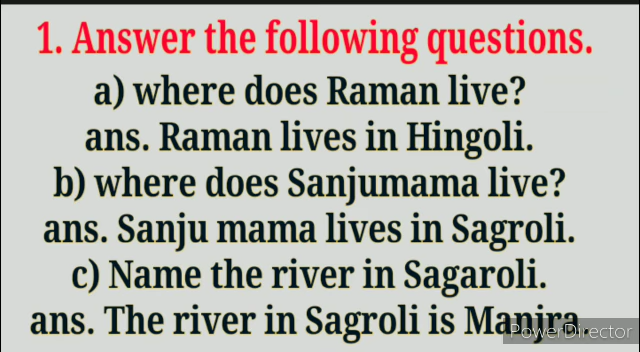 1. Answer the following questions.
a) where does Raman live?
ans. Raman lives in Hingoli.
b) where does Sanjumama live?
ans. Sanju mama lives in Sagroli.
c) Name the river in Sagaroli.
ans. The river in Sagroli is Manjra.
PowerDirector